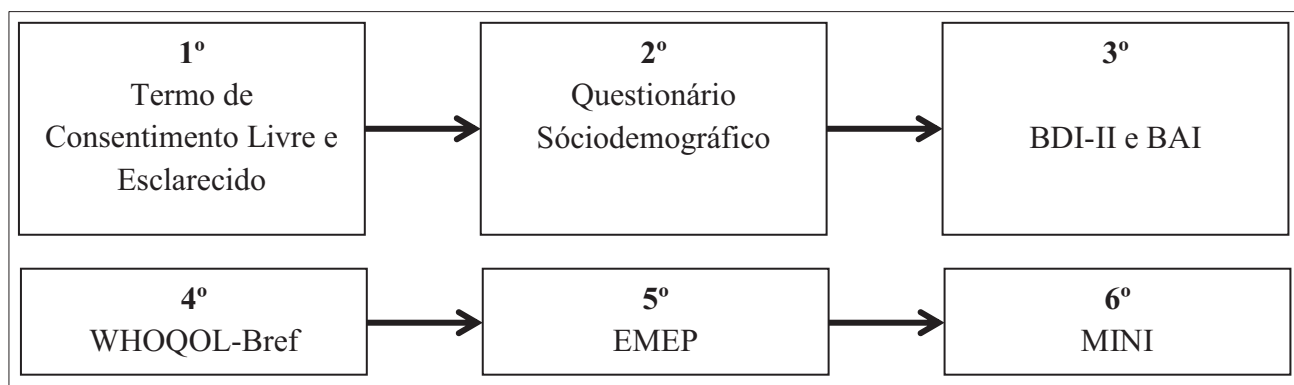 1º
Termo de
Consentimento Livre e
Esclarecido
2º
Questionário
Sóciodemográfico
3º
BDI-II e BAI
4º
WHOQOL-Bref
5º
EMEP
6º
MINI